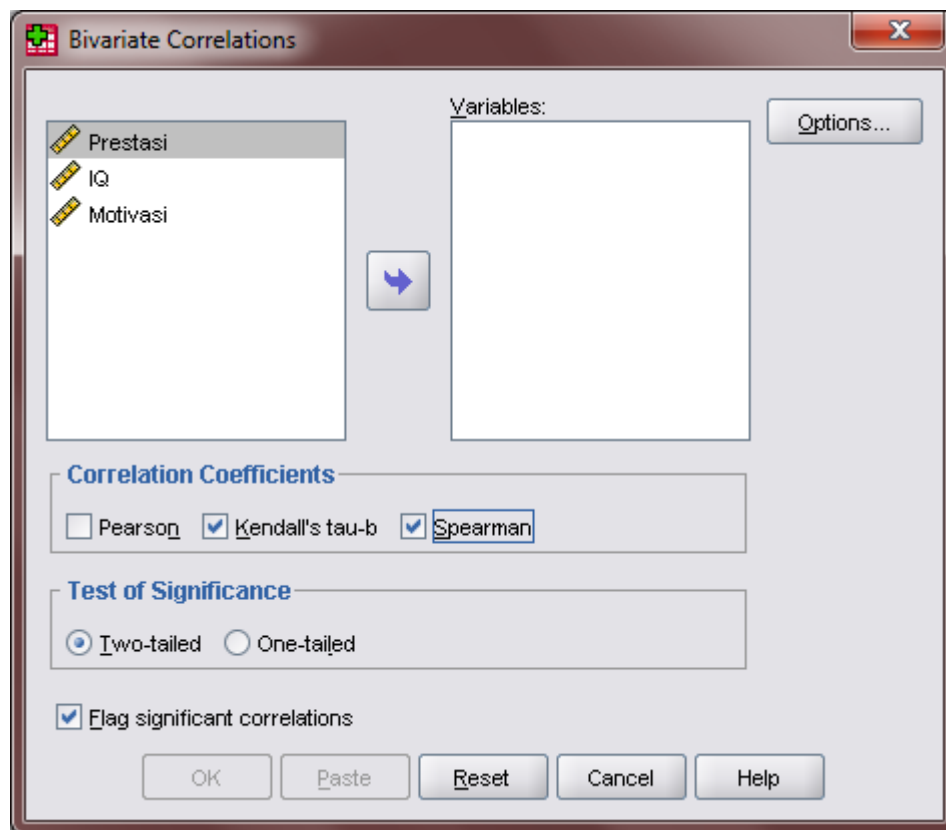 Bivariate Correlations
Variables:
Options...
Prestasi
IQ
Motivasi
Correlation Coefficients
Pearson Kendall's tau-b Spearman
Test of Significance
Two-tailed One-tailed
Flag significant correlations
OK Paste Reset Cancel Help